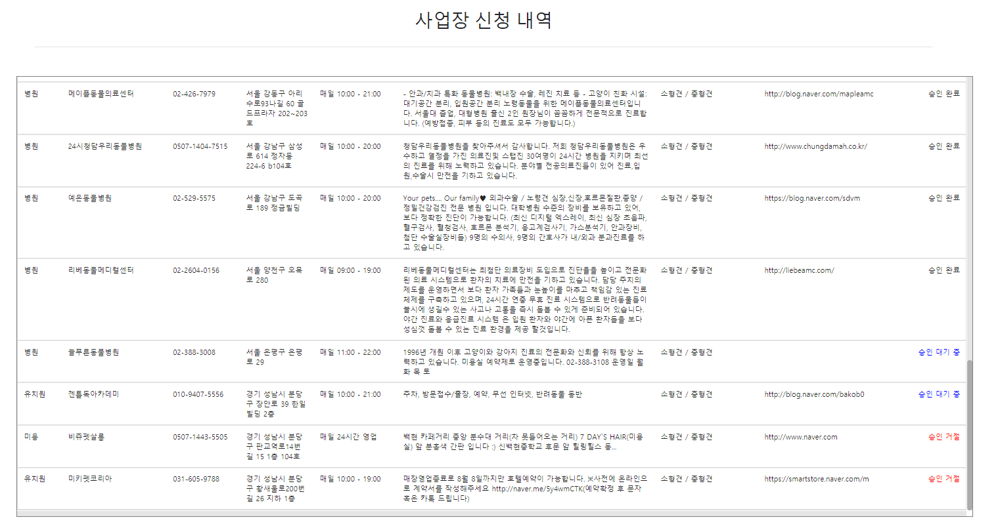 사업장 신청 내역
병원 메이플동물의료센터 02-426-7979 서울 강동구 아리 매일 10:00 - 21:00 - 안과/치과 특화 동물병원: 백내장 수술, 레진 치료 등 - 고양이 친화 시설: 소형견 / 중형견 http://blog.naver.com/mapleamc 승인 완료
수로93나길 60 골 대기공간 분리, 입원공간 분리 노령동물을 위한 메이플동물의료센터입니
드프라자 202~203 다. 서울대 졸업, 대형병원 출신 2인 원장님이 꼼꼼하게 전문적으로 진료합
호 니다. (예방접종, 피부 등의 진료도 모두 가능합니다.)
병원 24시청담우리동물병원 0507-1404-7515 서울 강남구 삼성 매일 10:00 - 20:00 청담우리동물병원을 찾아주셔서 감사합니다. 저희 청담우리동물병원은 우 소형견 / 중형견 http://www.chungdamah.co.kr/ 승인 완료
로 614 정자동 수하고 열정을 가진 의료진및 스탭진 30여명이 24시간 병원을 지키며 최선
224-6 b104호 의 진료를 위해 노력하고 있습니다. 분야별 전공의료진들이 있어 진료,입
원,수술시 만전을 기하고 있습니다.
병원 예은동물병원 02-529-5575 서울 강남구 도곡 매일 10:00 - 20:00 Your pets.... Our family♥ 외과수술 / 노령견 심장,신장,호르몬질환,종양 / 소형견 / 중형견 https://blog.naver.com/sdvm 승인 완료
로 189 정금빌딩 정밀건강검진 전문 병원 입니다. 대학병원 수준의 장비를 보유하고 있어,
보다 정확한 진단이 가능합니다. (최신 디지털 엑스레이, 최신 심장 초음파,
혈구검사, 혈청검사, 호르몬 분석기, 응고계검사기, 가스분석기, 안과장비,
첨단 수술실장비들) 9명의 수의사, 9명의 간호사가 내/외과 분과진료를 하
고 있습니다.
병원 리베동물메디컬센터 02-2604-0156 서울 양천구 오목 매일 09:00 - 19:00 리베동물메디컬센터는 최첨단 의료장비 도입으로 진단율을 높이고 전문화 소형견 / 중형견 http://liebeamc.com/ 승인 완료
로 280 된 의료 시스템으로 환자의 치료에 만전을 기하고 있습니다. 담당 주치의
제도를 운영하면서 보다 환자 가족들과 눈높이를 마추고 책임감 있는 진료
체제를 구축하고 있으며, 24시간 연중 무휴 진료 시스템으로 반려동물들이
불시에 생길수 있는 사고나 고통을 즉시 돌볼 수 있게 준비되어 있습니다.
야간 진료와 응급진료 시스템 은 입원 환자와 야간에 아픈 환자들을 보다
성심껏 돌볼 수 있는 진료 환경을 제공 할것입니다.
병원 늘푸른동물병원 02-388-3008 서울 은평구 은평 매일 11:00 - 22:00 1996년 개원 이후 고양이와 강아지 진료의 전문화와 신뢰를 위해 항상 노 소형견 / 중형견 승인 대기 중
로 29 력하고 있습니다. 미용실 예약제로 운영중입니다. 02-388-3108 운영일 월
화 목 토
유치원 젠틀독아카데미 010-9407-5556 경기 성남시 분당 매일 10:00 - 21:00 주차, 방문접수/출장, 예약, 무선 인터넷, 반려동물 동반 소형견 / 중형견 http://blog.naver.com/bakob0 승인 대기 중
구 장안로 39 한일
빌딩 2층
미용 비쥬펫살롱 0507-1443-5505 경기 성남시 분당 매일 24시간 영업 백현 카페거리 중앙 분수대 거리(차 못들어오는 거리) 7 DAY`S HAIR(미용 소형견 / 중형견 http://www.naver.com 승인 거절
구 판교역로14번 실) 앞 분홍색 간판 입니다 :) 신백현중학교 후문 앞 힐링힐스 동...
길 15 1층 104호
유치원 미키펫코리아 031-605-9788 경기 성남시 분당 매일 10:00 - 19:00 매장영업종료로 8월 8일까지만 호텔예약이 가능합니다. ※사전에 온라인으 소형견 / 중형견 https://smartstore.naver.com/m 승인 거절
구 황새울로200번 로 계약서를 작성해주세요 http://naver.me/5y4wmCTK(예약확정 후 문자
길 26 지하 1층 혹은 카톡 드립니다)